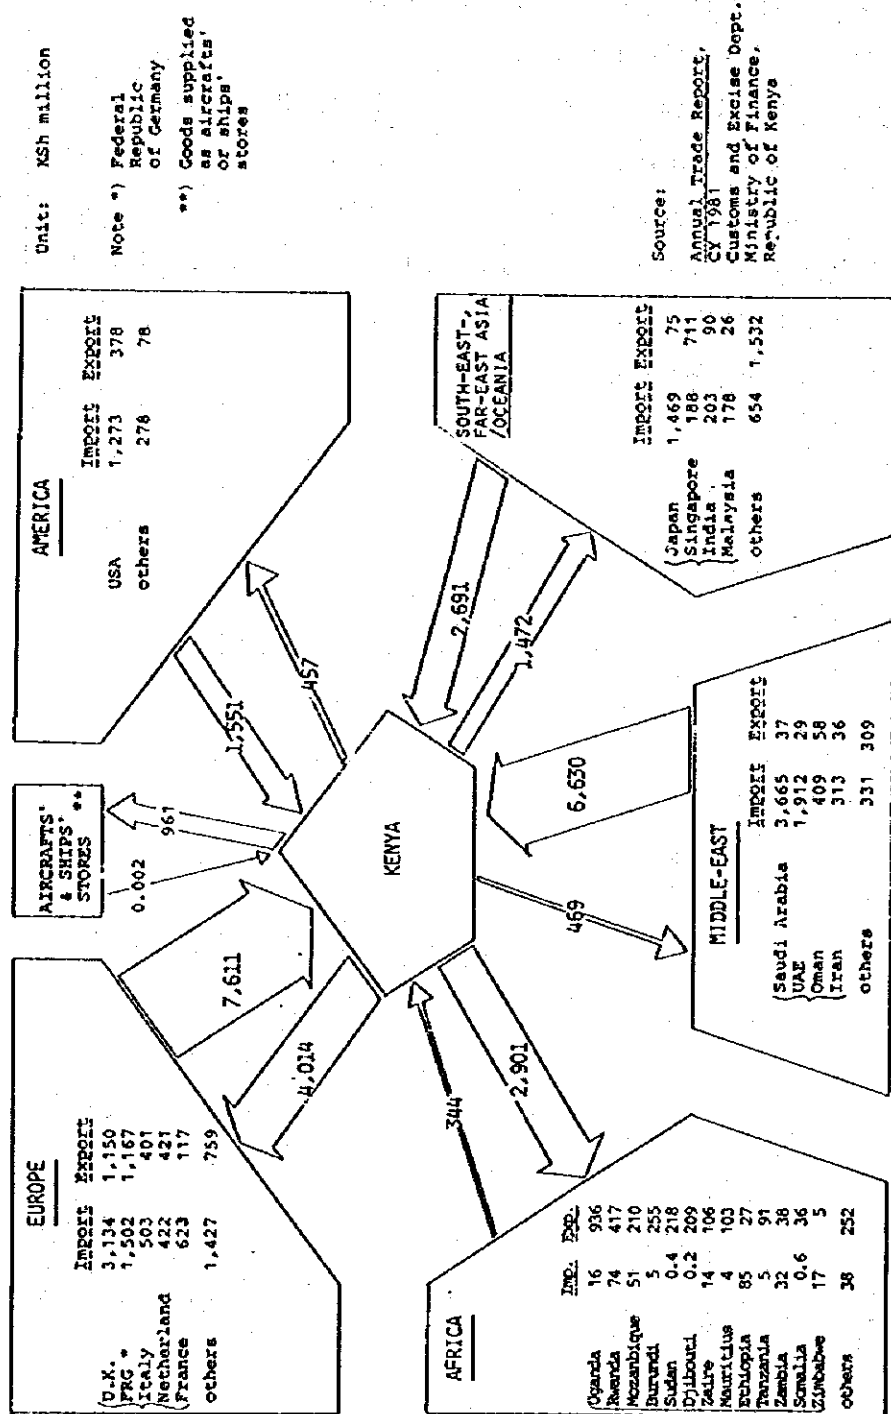 EUROPE
Import Export
U.K. 3,134 1,150
FRG * 1,502 1,167
Italy 503 401
Netherland 422 421
France 623 117
others 1,427 759
AIRCRAFTS'
& SHIPS'
STORES **
0.002
961
AMERICA
Import Export
USA 1,273 378
others 278 78
Unit: KSh million
Note *) Federal
Republic
of Germany
**) Goods supplied
as aircrafts'
or ships'
stores
7,611
4,014
1,551
457
KENYA
344
2,901
469
6,630
2,691
1,472
AFRICA
Imp. Exp.
Uganda 16 936
Rwanda 74 417
Mozanbique 51 210
Burundi 5 255
Sudan 0.4 218
Djibouti 0.2 209
Zaire 14 106
Mauritius 4 103
Ethiopia 85 27
Tanzania 5 91
Zambia 32 38
Somalia 0.6 36
Zimbabwe 17 5
others 38 252
MIDDLE-EAST
Import Export
Saudi Arabia 3,665 37
UAE 1,912 29
Oman 409 58
Iran 313 36
others 331 309
SOUTH-EAST-,
FAR-EAST ASIA
/OCEANIA
Import Export
Japan 1,469 75
Singapore 188 711
India 203 90
Malaysia 178 26
others 654 1,532
Source:
Annual Trade Report,
CY 1981
Customs and Excise Dept.
Ministry of Finance,
Republic of Kenya